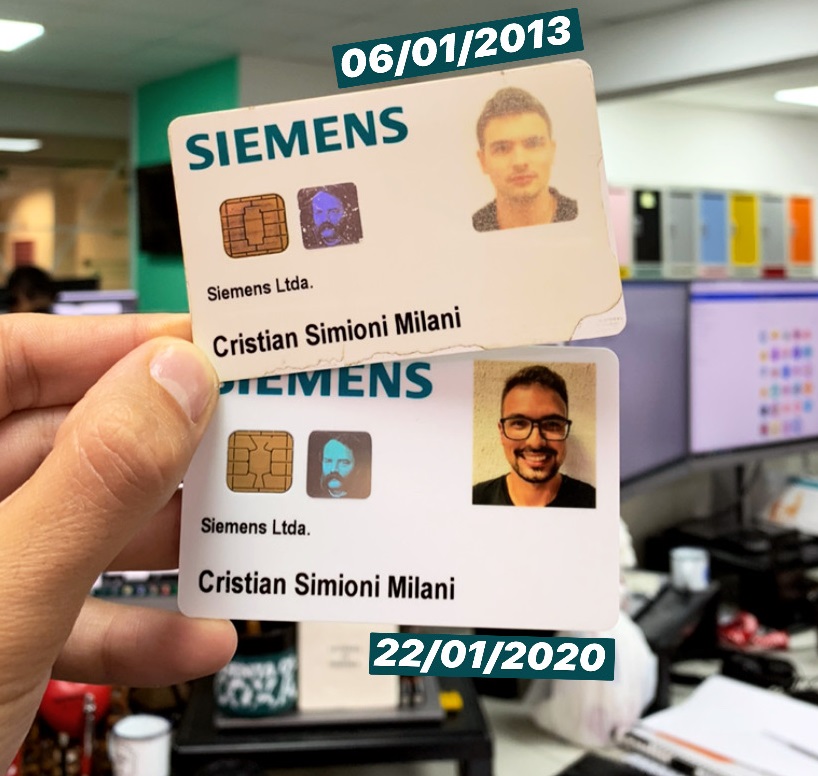 06/01/2013
SIEMENS
Siemens Ltda.
Cristian Simioni Milani
SIEMENS
Siemens Ltda.
Cristian Simioni Milani
22/01/2020